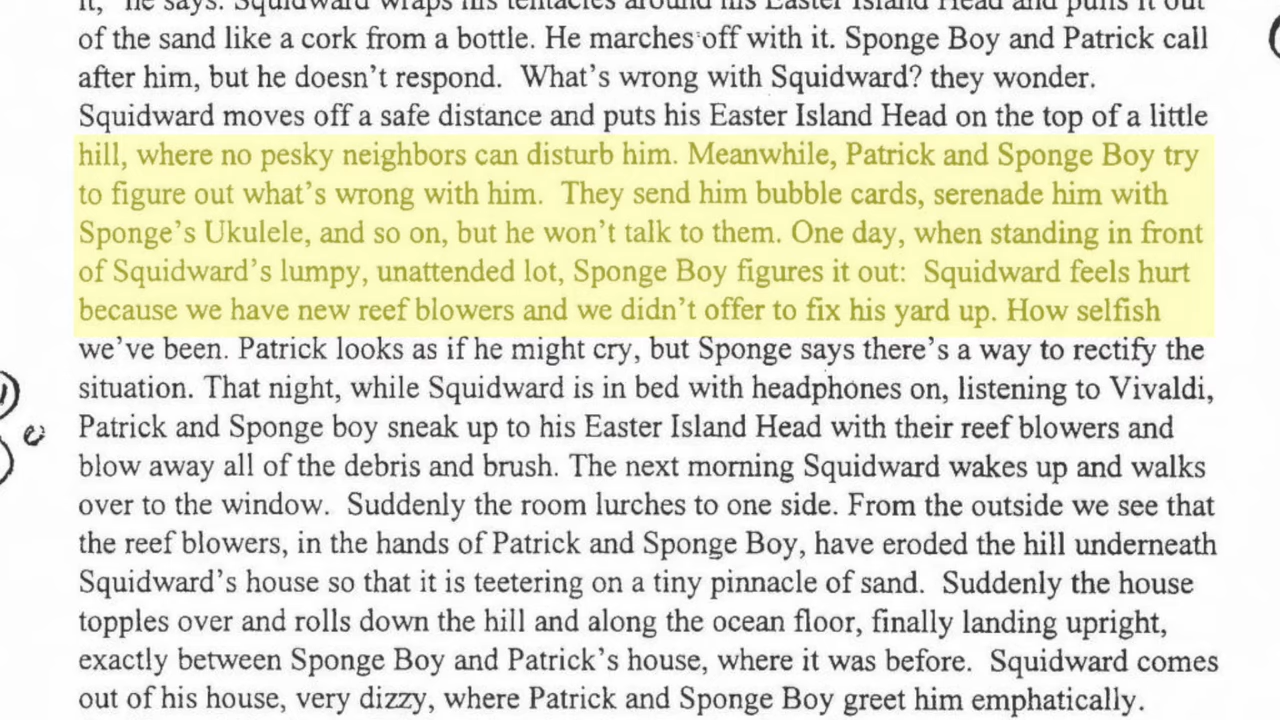 it," he says. Squidward wraps his tentacles around his Easter Island Head and pulls it out
of the sand like a cork from a bottle. He marches off with it. Sponge Boy and Patrick call
after him, but he doesn't respond.  What's wrong with Squidward? they wonder.
Squidward moves off a safe distance and puts his Easter Island Head on the top of a little
hill, where no pesky neighbors can disturb him. Meanwhile, Patrick and Sponge Boy try
to figure out what's wrong with him.  They send him bubble cards, serenade him with
Sponge's Ukulele, and so on, but he won't talk to them. One day, when standing in front
of Squidward's lumpy, unattended lot, Sponge Boy figures it out:  Squidward feels hurt
because we have new reef blowers and we didn't offer to fix his yard up. How selfish
we've been. Patrick looks as if he might cry, but Sponge says there's a way to rectify the
situation. That night, while Squidward is in bed with headphones on, listening to Vivaldi,
Patrick and Sponge boy sneak up to his Easter Island Head with their reef blowers and
blow away all of the debris and brush. The next morning Squidward wakes up and walks
over to the window.  Suddenly the room lurches to one side. From the outside we see that
the reef blowers, in the hands of Patrick and Sponge Boy, have eroded the hill underneath
Squidward's house so that it is teetering on a tiny pinnacle of sand.  Suddenly the house
topples over and rolls down the hill and along the ocean floor, finally landing upright,
exactly between Sponge Boy and Patrick's house, where it was before.  Squidward comes
out of his house, very dizzy, where Patrick and Sponge Boy greet him emphatically.